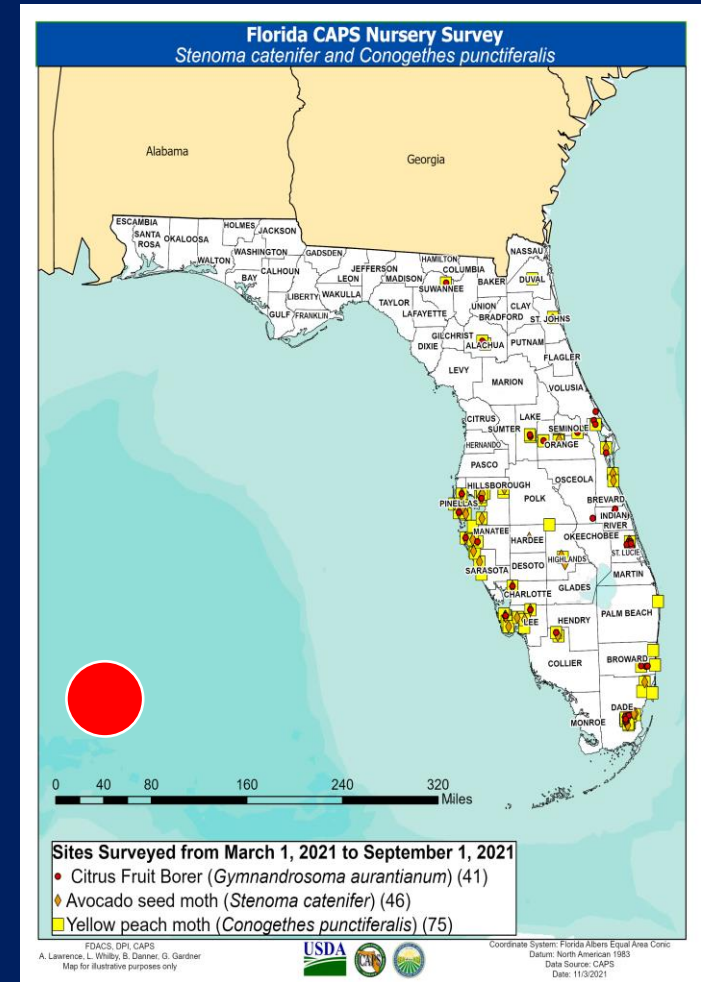 Florida CAPS Nursery Survey
Stenoma catenifer and Conogethes punctiferalis
Alabama
Georgia
ESCAMBIA
SANTA ROSA
OKALOOSA
WALTON
HOLMES
JACKSON
WASHINGTON
BAY
CALHOUN
GULF
LIBERTY
FRANKLIN
GADSDEN
LEON
WAKULLA
JEFFERSON
MADISON
TAYLOR
HAMILTON
SUWANNEE
LAFAYETTE
DIXIE
COLUMBIA
BAKER
NASSAU
DUVAL
UNION
BRADFORD
CLAY
ST. JOHNS
GILCHRIST
ALACHUA
PUTNAM
FLAGLER
LEVY
MARION
VOLUSIA
CITRUS
SUMTER
LAKE
SEMINOLE
HERNANDO
ORANGE
PASCO
HILLSBOROUGH
PINELLAS
POLK
OSCEOLA
BREVARD
INDIAN RIVER
MANATEE
HARDEE
OKEECHOBEE
HIGHLANDS
ST. LUCIE
SARASOTA
DESOTO
MARTIN
CHARLOTTE
GLADES
LEE
HENDRY
PALM BEACH
COLLIER
BROWARD
MONROE
DADE
0 40 80 160 240 320
Miles
Sites Surveyed from March 1, 2021 to September 1, 2021
Citrus Fruit Borer (Gymnandrosoma aurantianum) (41)
Avocado seed moth (Stenoma catenifer) (46)
Yellow peach moth (Conogethes punctiferalis) (75)
FDACS, DPI, CAPS
A. Lawrence, L. Whilby, B. Danner, G. Gardner
Map for illustrative purposes only
USDA
CAPS
Coordinate System: Florida Albers Equal Area Conic
Datum: North American 1983
Data Source: CAPS
Date: 11/3/2021